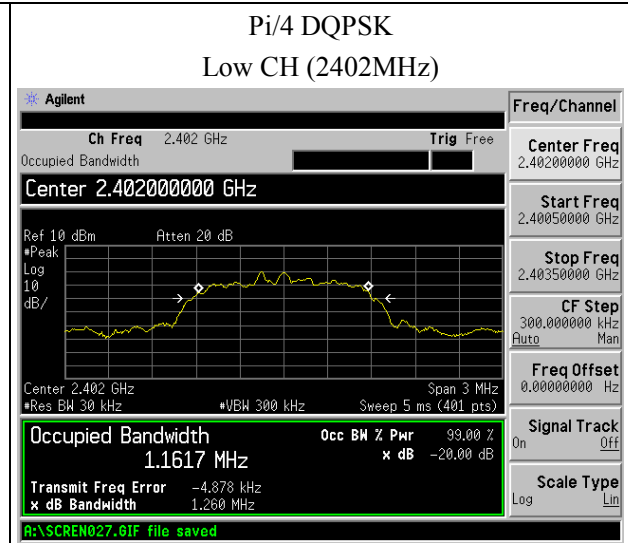 Pi/4 DQPSK
Low CH (2402MHz)
Agilent
Freq/Channel
Ch Freq 2.402 GHz Trig Free
Occupied Bandwidth
Center 2.402000000 GHz
Center Freq
2.40200000 GHz
Start Freq
2.40050000 GHz
Stop Freq
2.40350000 GHz
CF Step
300.000000 kHz
Auto Man
Freq Offset
0.00000000 Hz
Signal Track
On Off
Scale Type
Log Lin
Ref 10 dBm Atten 20 dB
#Peak
Log
10
dB/
Center 2.402 GHz Span 3 MHz
#Res BW 30 kHz #VBW 300 kHz Sweep 5 ms (401 pts)
Occupied Bandwidth Occ BW % Pwr 99.00 %
1.1617 MHz x dB -20.00 dB
Transmit Freq Error -4.878 kHz
x dB Bandwidth 1.260 MHz
A:\SCREN027.GIF file saved